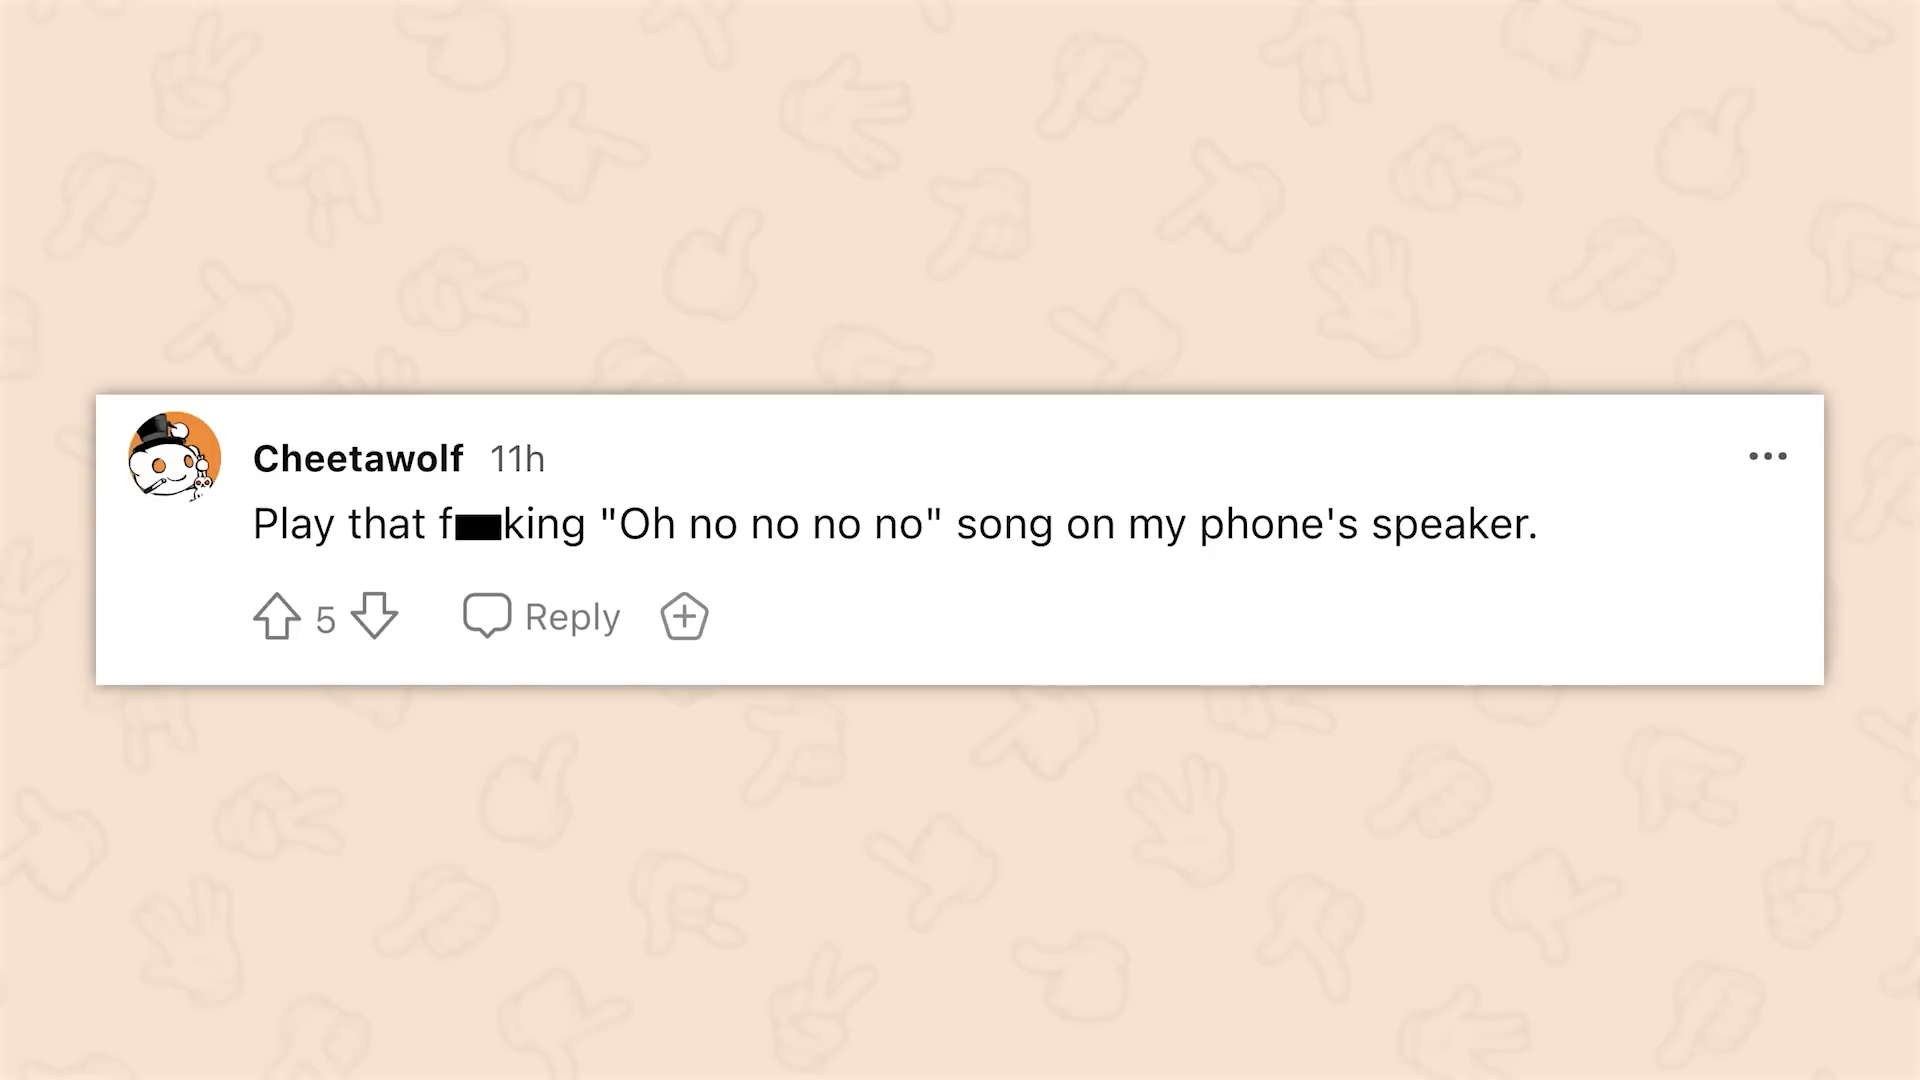 Cheetawolf 11h
Play that f██king "Oh no no no no" song on my phone's speaker.
5 Reply